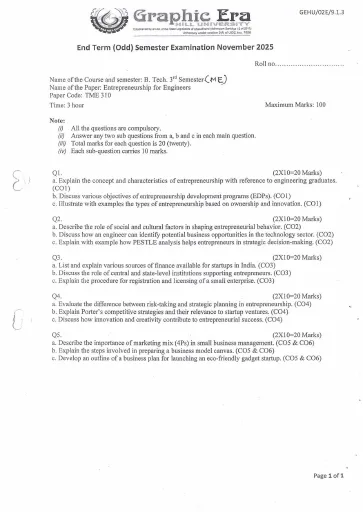 GEHU/02E/9.1.3
Graphic Era
HILL UNIVERSITY
End Term (Odd) Semester Examination November 2025
Roll no..............................
Name of the Course and semester: B. Tech. 3rd Semester (ME)
Name of the Paper: Entrepreneurship for Engineers
Paper Code: TME 310
Time: 3 hour Maximum Marks: 100
Note:
(i) All the questions are compulsory.
(ii) Answer any two sub questions from a, b and c in each main question.
(iii) Total marks for each question is 20 (twenty).
(iv) Each sub-question carries 10 marks.
Q1. (2X10=20 Marks)
a. Explain the concept and characteristics of entrepreneurship with reference to engineering graduates.
(CO1)
b. Discuss various objectives of entrepreneurship development programs (EDPs). (CO1)
c. Illustrate with examples the types of entrepreneurship based on ownership and innovation. (CO1)
Q2. (2X10=20 Marks)
a. Describe the role of social and cultural factors in shaping entrepreneurial behavior. (CO2)
b. Discuss how an engineer can identify potential business opportunities in the technology sector. (CO2)
c. Explain with example how PESTLE analysis helps entrepreneurs in strategic decision-making. (CO2)
Q3. (2X10=20 Marks)
a. List and explain various sources of finance available for startups in India. (CO3)
b. Discuss the role of central and state-level institutions supporting entrepreneurs. (CO3)
c. Explain the procedure for registration and licensing of a small enterprise. (CO3)
Q4. (2X10=20 Marks)
a. Evaluate the difference between risk-taking and strategic planning in entrepreneurship. (CO4)
b. Explain Porter's competitive strategies and their relevance to startup ventures. (CO4)
c. Discuss how innovation and creativity contribute to entrepreneurial success. (CO4)
Q5. (2X10=20 Marks)
a. Describe the importance of marketing mix (4Ps) in small business management. (CO5 & CO6)
b. Explain the steps involved in preparing a business model canvas. (CO5 & CO6)
c. Develop an outline of a business plan for launching an eco-friendly gadget startup. (CO5 & CO6)
Page 1 of 1